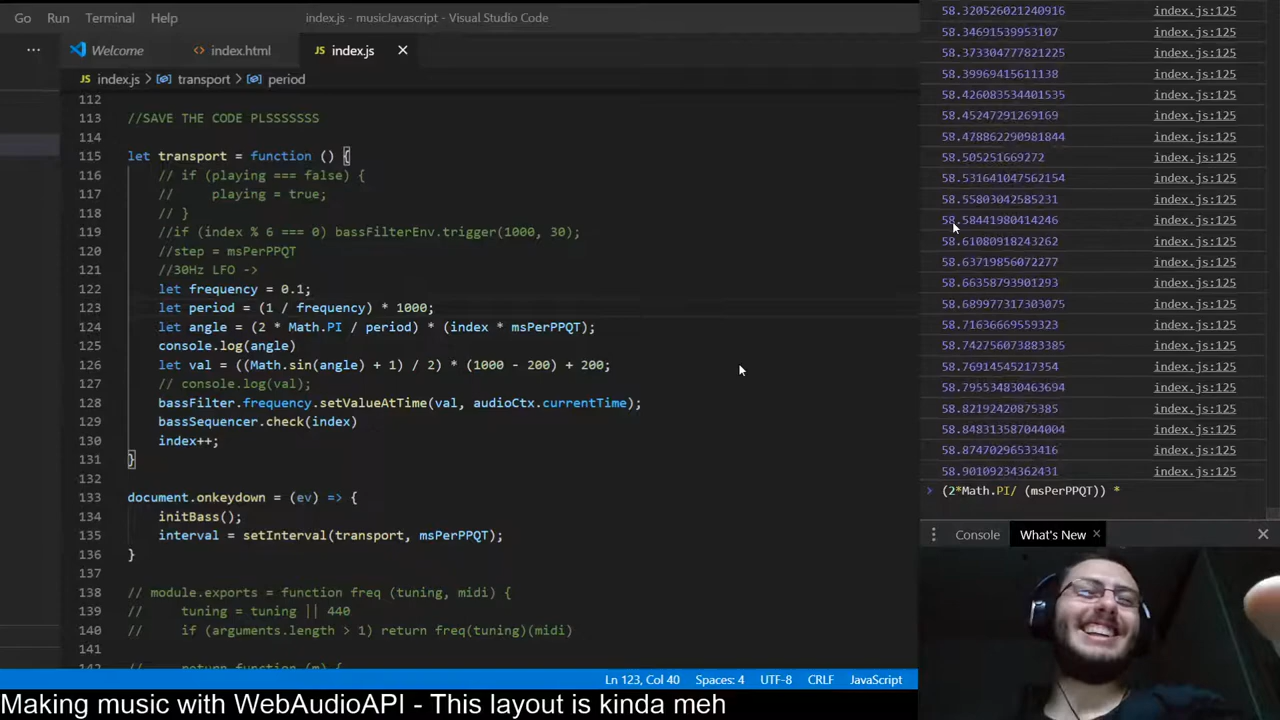 Go Run Terminal Help index.js - musicJavascript - Visual Studio Code
··· Welcome <> index.html JS index.js ×
JS index.js > transport > period
112
113 //SAVE THE CODE PLSSSSSSS
114
115 let transport = function () {
116 // if (playing === false) {
117 //     playing = true;
118 // }
119 //if (index % 6 === 0) bassFilterEnv.trigger(1000, 30);
120 //step = msPerPPQT
121 //30Hz LFO ->
122 let frequency = 0.1;
123 let period = (1 / frequency) * 1000;
124 let angle = (2 * Math.PI / period) * (index * msPerPPQT);
125 console.log(angle)
126 let val = ((Math.sin(angle) + 1) / 2) * (1000 - 200) + 200;
127 // console.log(val);
128 bassFilter.frequency.setValueAtTime(val, audioCtx.currentTime);
129 bassSequencer.check(index)
130 index++;
131 }
132
133 document.onkeydown = (ev) => {
134 initBass();
135 interval = setInterval(transport, msPerPPQT);
136 }
137
138 // module.exports = function freq (tuning, midi) {
139 //     tuning = tuning || 440
140 //     if (arguments.length > 1) return freq(tuning)(midi)
141
142 //     return function (m) {
Ln 123, Col 40 Spaces: 4 UTF-8 CRLF JavaScript
58.320526021240916 index.js:125
58.34691539953107 index.js:125
58.373304777821225 index.js:125
58.39969415611138 index.js:125
58.426083534401535 index.js:125
58.45247291269169 index.js:125
58.478862290981844 index.js:125
58.505251669272 index.js:125
58.531641047562154 index.js:125
58.55803042585231 index.js:125
58.58441980414246 index.js:125
58.61080918243262 index.js:125
58.63719856072277 index.js:125
58.66358793901293 index.js:125
58.689977317303075 index.js:125
58.71636669559323 index.js:125
58.742756073883385 index.js:125
58.76914545217354 index.js:125
58.795534830463694 index.js:125
58.82192420875385 index.js:125
58.848313587044004 index.js:125
58.87470296533416 index.js:125
58.90109234362431 index.js:125
> (2*Math.PI/ (msPerPPQT)) *
Console What's New ×
Making music with WebAudioAPI - This layout is kinda meh